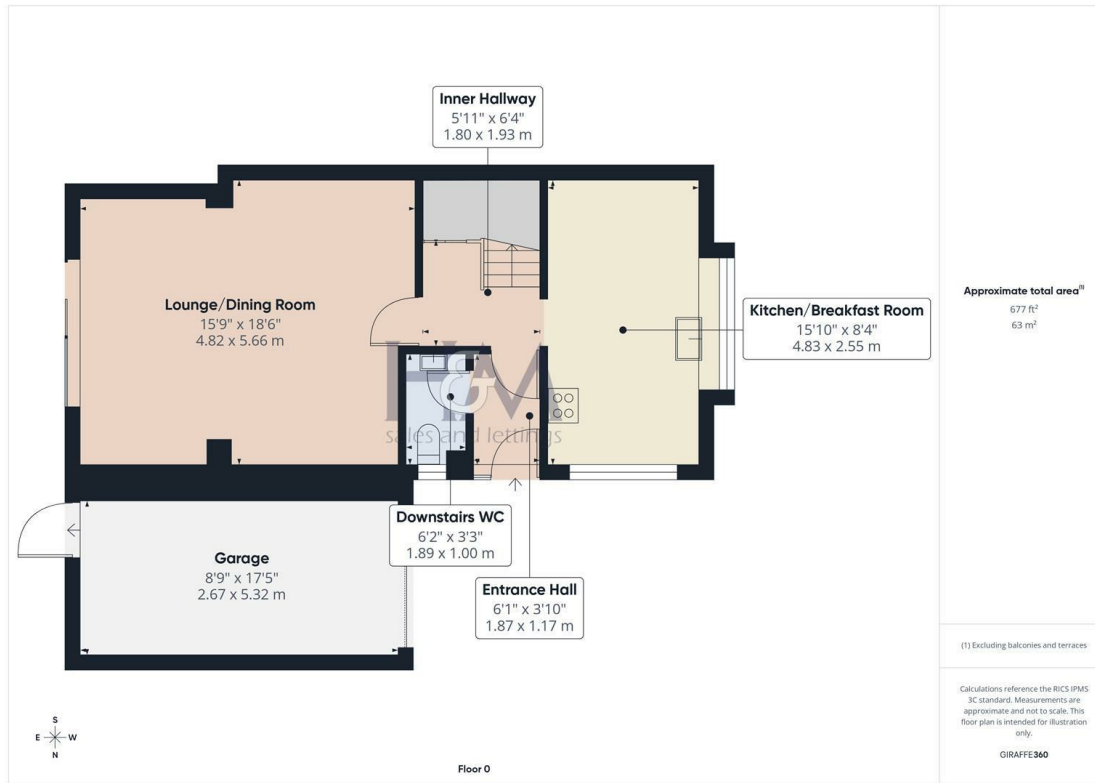 Inner Hallway
5'11" x 6'4"
1.80 x 1.93 m
Lounge/Dining Room
15'9" x 18'6"
4.82 x 5.66 m
Kitchen/Breakfast Room
15'10" x 8'4"
4.83 x 2.55 m
H&M
sales and lettings
Downstairs WC
6'2" x 3'3"
1.89 x 1.00 m
Garage
8'9" x 17'5"
2.67 x 5.32 m
Entrance Hall
6'1" x 3'10"
1.87 x 1.17 m
S
E W
N
Floor 0
Approximate total area(1)
677 ft²
63 m²
(1) Excluding balconies and terraces
Calculations reference the RICS IPMS
3C standard. Measurements are
approximate and not to scale. This
floor plan is intended for illustration
only.
GIRAFFE360